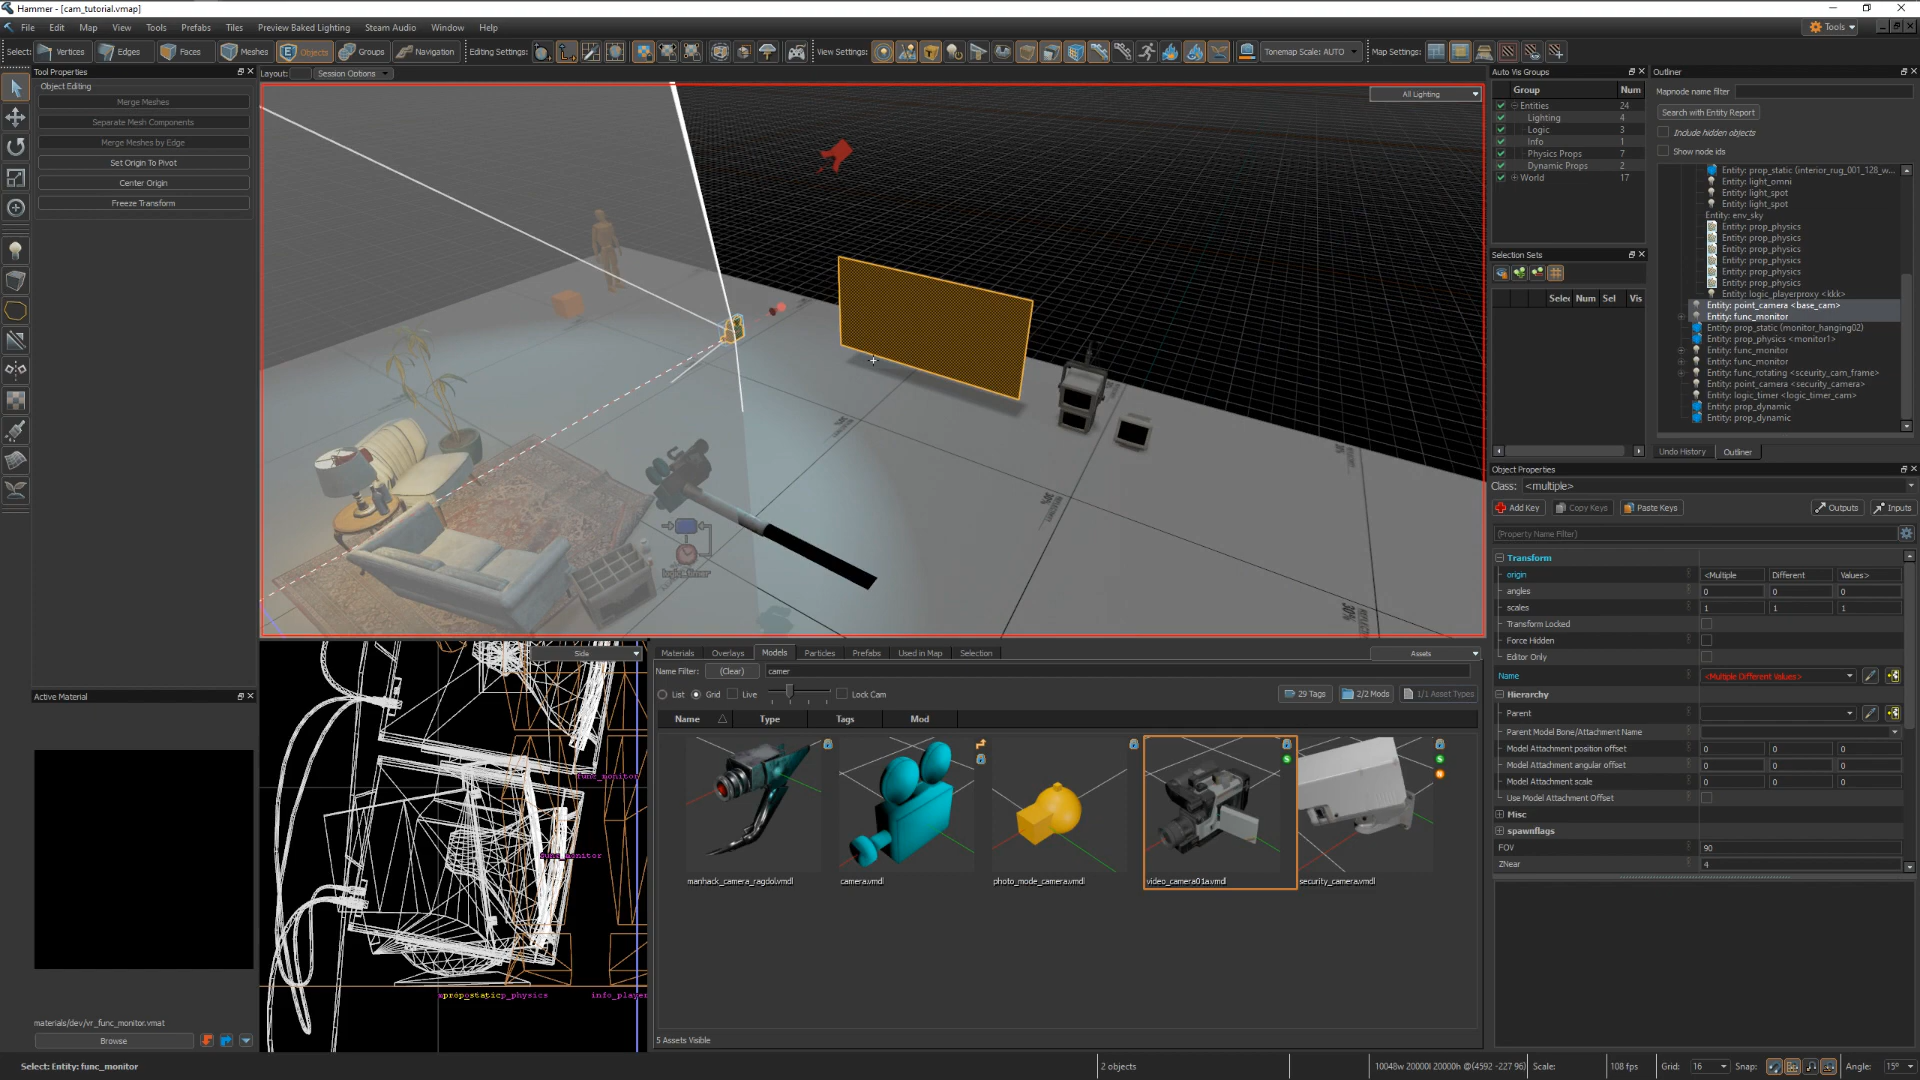 Hammer - [cam_tutorial.vmap]
File Edit Map View Tools Prefabs Tiles Preview Baked Lighting Steam Audio Window Help
Tools
Select: Vertices Edges Faces Meshes Objects Groups Navigation Editing Settings: View Settings: Tonemap Scale: AUTO Map Settings:
Tool Properties
Layout: Session Options
Object Editing
Merge Meshes
Separate Mesh Components
Merge Meshes by Edge
Set Origin To Pivot
Center Origin
Freeze Transform
All Lighting
logic_timer
Auto Vis Groups
Group Num
Entities 24
Lighting 4
Logic 3
Info 1
Physics Props 7
Dynamic Props 2
World 17
Selection Sets
Selec Num Sel Vis
Outliner
Mapnode name filter
Search with Entity Report
Include hidden objects
Show node ids
Entity: prop_static (interior_rug_001_128_w...
Entity: light_omni
Entity: light_spot
Entity: light_spot
Entity: env_sky
Entity: prop_physics
Entity: prop_physics
Entity: prop_physics
Entity: prop_physics
Entity: prop_physics
Entity: prop_physics
Entity: logic_playerproxy <kkk>
Entity: point_camera <base_cam>
Entity: func_monitor
Entity: prop_static (monitor_hanging02)
Entity: prop_physics <monitor1>
Entity: func_monitor
Entity: func_monitor
Entity: func_rotating <sceurity_cam_frame>
Entity: point_camera <security_camera>
Entity: logic_timer <logic_timer_cam>
Entity: prop_dynamic
Entity: prop_dynamic
Undo History Outliner
Object Properties
Class: <multiple>
Add Key Copy Keys Paste Keys Outputs Inputs
(Property Name Filter)
Transform
origin <Multiple Different Values>
angles 0 0 0
scales 1 1 1
Transform Locked
Force Hidden
Editor Only
Name <Multiple Different Values>
Hierarchy
Parent
Parent Model Bone/Attachment Name
Model Attachment position offset 0 0 0
Model Attachment angular offset 0 0 0
Model Attachment scale 0 0 0
Use Model Attachment Offset
Misc
spawnflags
FOV 90
ZNear 4
Active Material
materials/dev/vr_func_monitor.vmat
Browse
Side
func_monitor
func_monitor
info_player
Materials Overlays Models Particles Prefabs Used in Map Selection Assets
Name Filter: (Clear) camer
List Grid Live Lock Cam 29 Tags 2/2 Mods 1/1 Asset Types
Name Type Tags Mod
manhack_camera_ragdol.vmdl
camera.vmdl
photo_mode_camera.vmdl
video_camera01a.vmdl
security_camera.vmdl
5 Assets Visible
Select: Entity: func_monitor
2 objects
10048w 20000l 20000h @(4592 -227 96)
Scale:
108 fps
Grid: 16
Snap:
Angle: 15°